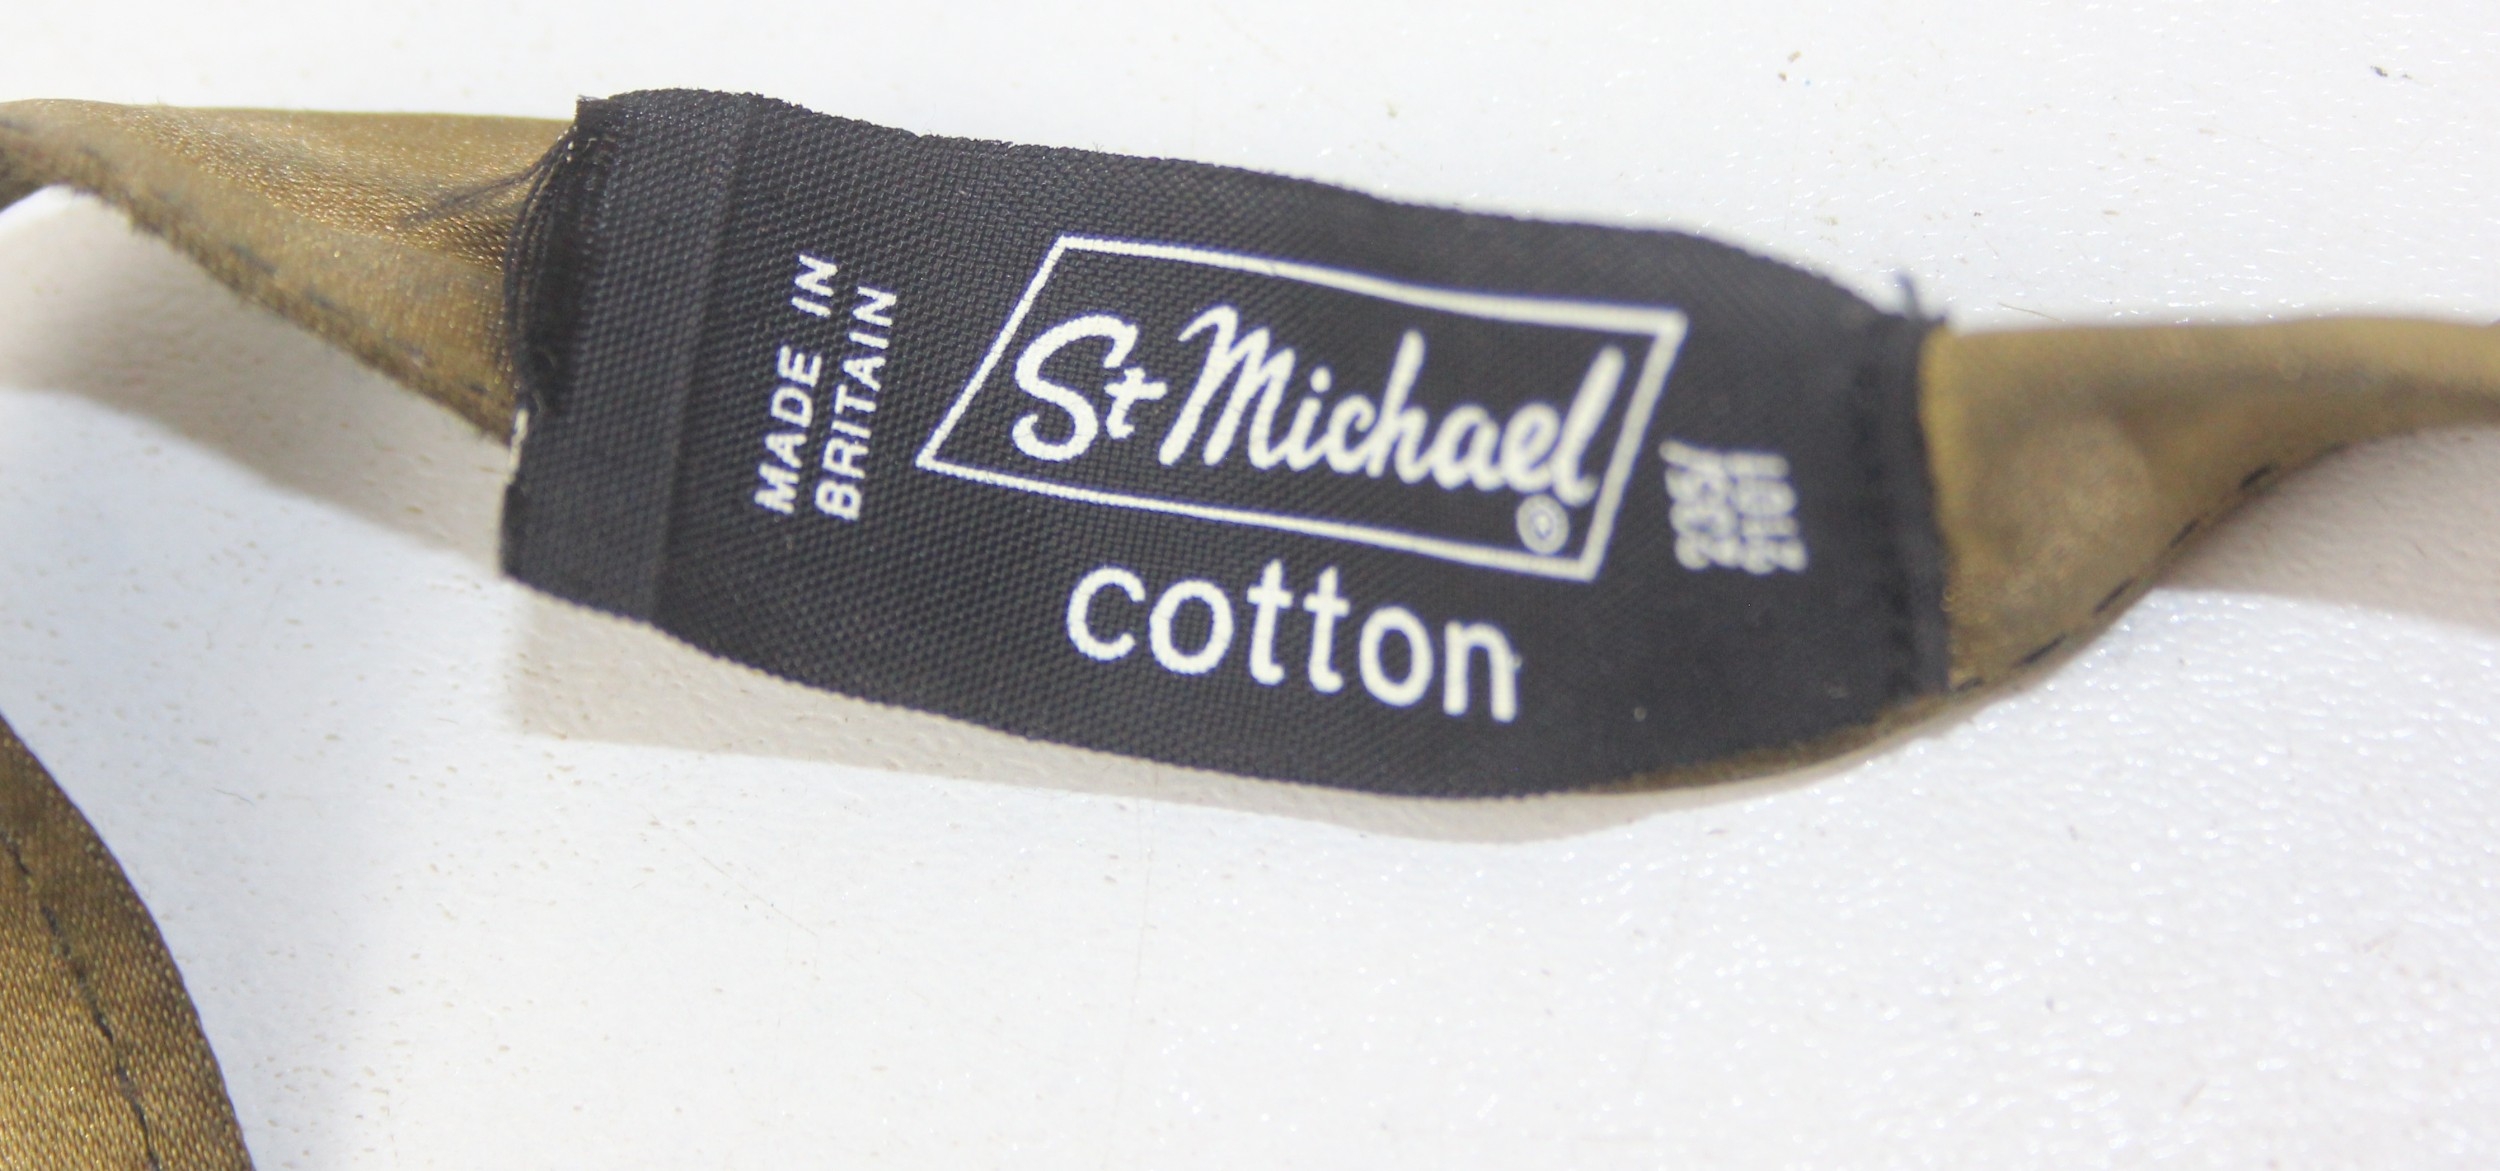 MADE IN
BRITAIN
St Michael
®
cotton